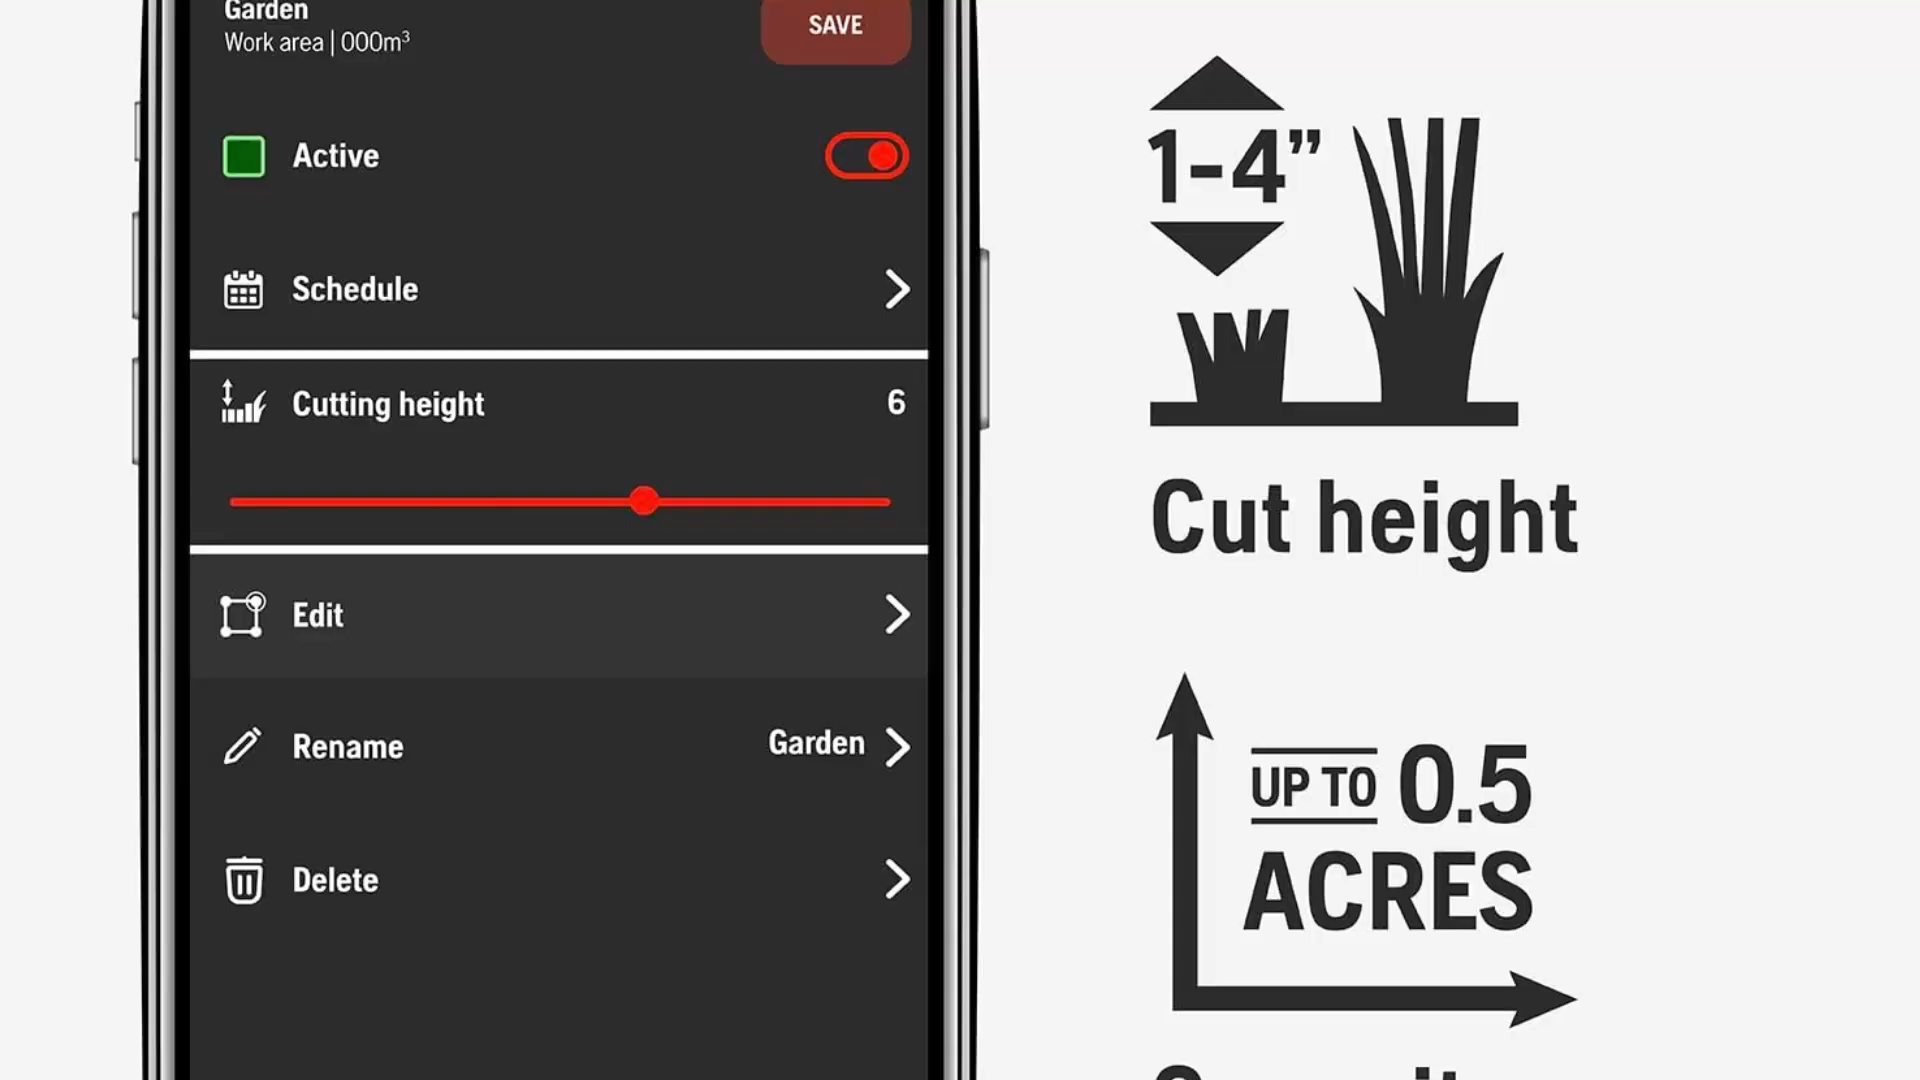 Garden
Work area | 000m³
SAVE
Active
Schedule
Cutting height
6
Edit
Rename
Garden
Delete
1-4”
Cut height
UP TO 0.5
ACRES